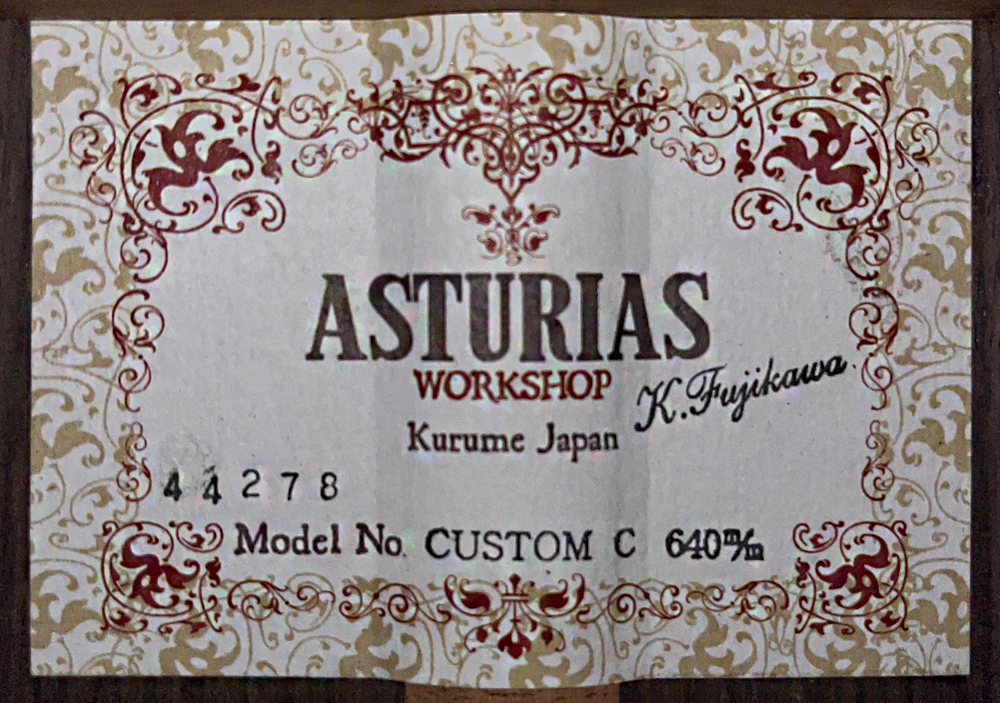 ASTURIAS
WORKSHOP
K. Fujikawa
Kurume Japan
44278
Model No. CUSTOM C 640m/m